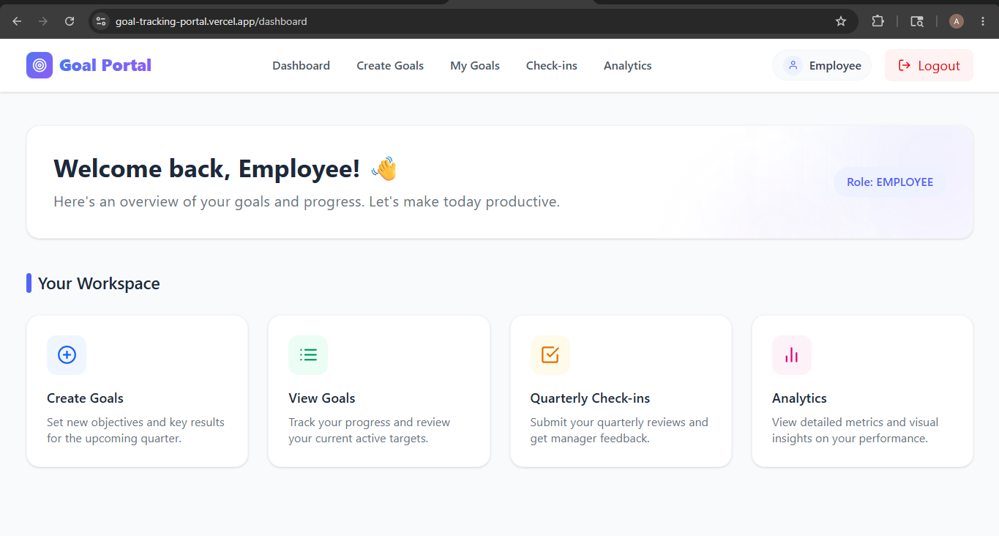 goal-tracking-portal.vercel.app/dashboard
A
Goal Portal
Dashboard
Create Goals
My Goals
Check-ins
Analytics
Employee
Logout
Welcome back, Employee! 👋
Here's an overview of your goals and progress. Let's make today productive.
Role: EMPLOYEE
Your Workspace
Create Goals
Set new objectives and key results
for the upcoming quarter.
View Goals
Track your progress and review
your current active targets.
Quarterly Check-ins
Submit your quarterly reviews and
get manager feedback.
Analytics
View detailed metrics and visual
insights on your performance.